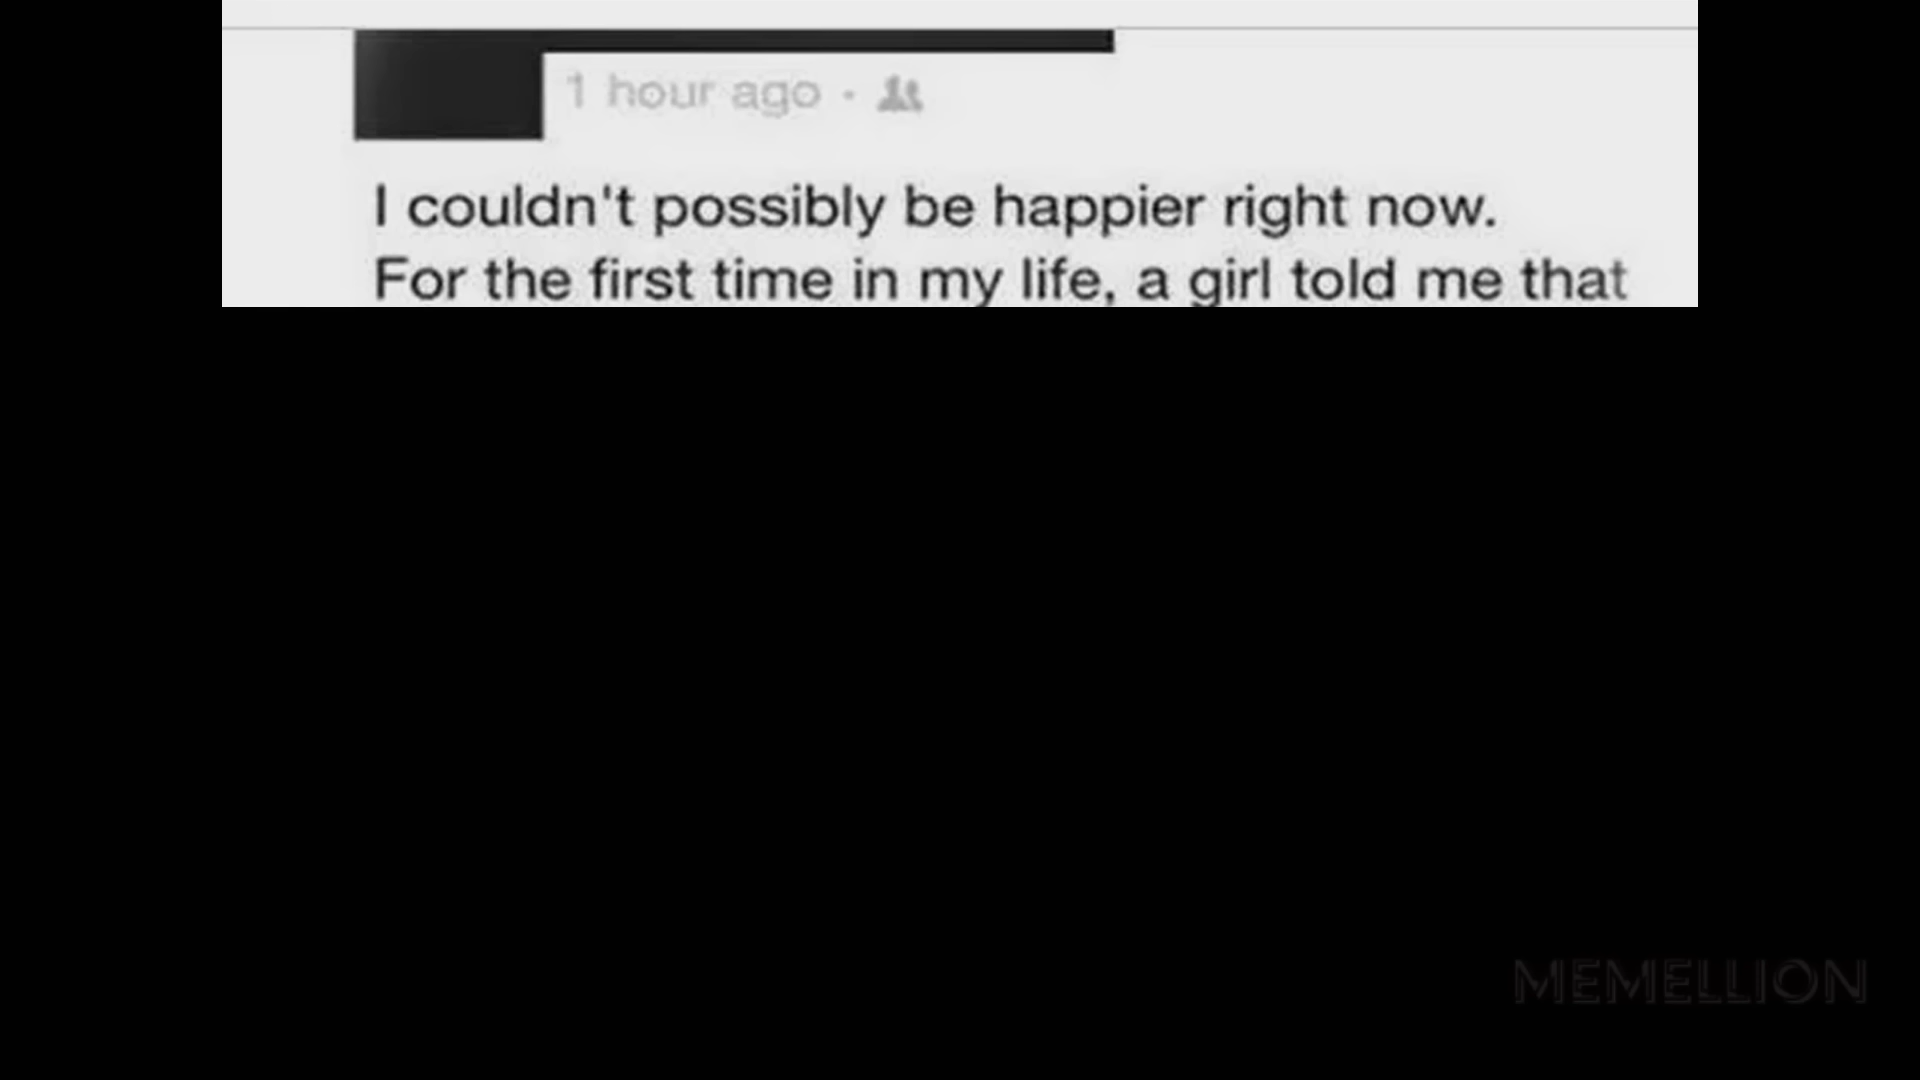 1 hour ago ·
I couldn't possibly be happier right now.
For the first time in my life, a girl told me that
MEMELLION